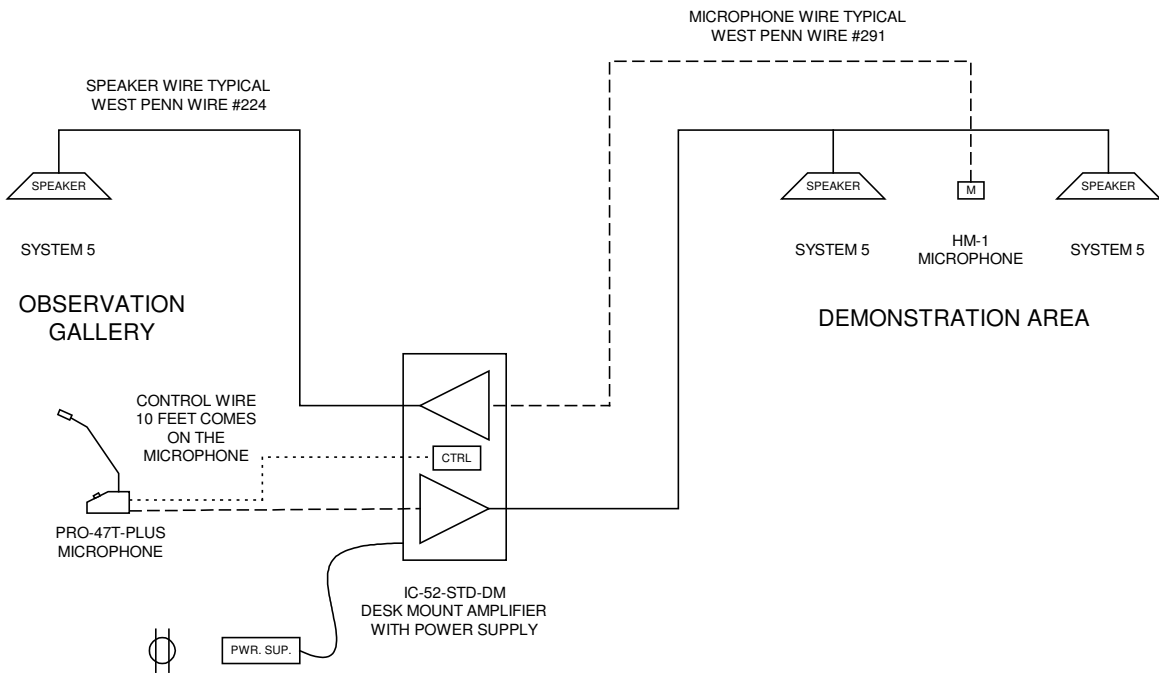 MICROPHONE WIRE TYPICAL
WEST PENN WIRE #291
SPEAKER WIRE TYPICAL
WEST PENN WIRE #224
SPEAKER
SYSTEM 5
OBSERVATION
GALLERY
SPEAKER
SYSTEM 5
M
HM-1
MICROPHONE
SPEAKER
SYSTEM 5
DEMONSTRATION AREA
CONTROL WIRE
10 FEET COMES
ON THE
MICROPHONE
CTRL
PRO-47T-PLUS
MICROPHONE
IC-52-STD-DM
DESK MOUNT AMPLIFIER
WITH POWER SUPPLY
PWR. SUP.